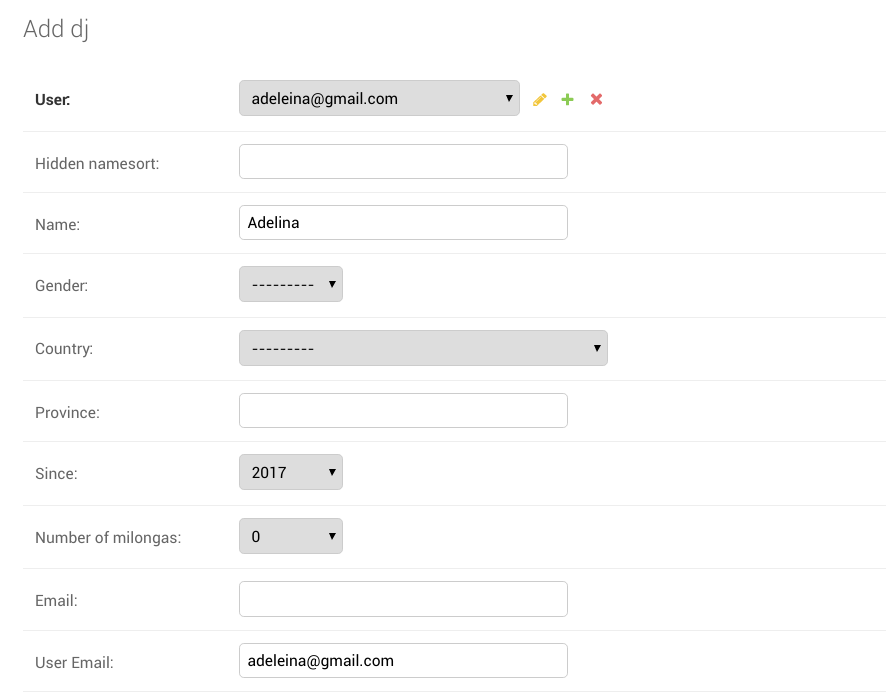 Add dj
User: adeleina@gmail.com
Hidden namesort:
Name: Adelina
Gender: ---------
Country: ---------
Province:
Since: 2017
Number of milongas: 0
Email:
User Email: adeleina@gmail.com